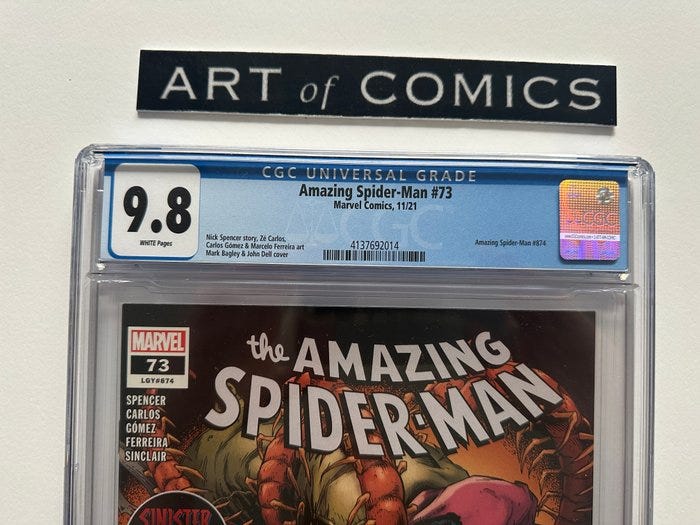 ART of COMICS
CGC UNIVERSAL GRADE
9.8
WHITE Pages
Amazing Spider-Man #73
Marvel Comics, 11/21
Nick Spencer story, Zé Carlos,
Carlos Gómez & Marcelo Ferreira art
Mark Bagley & John Dell cover
4137692014
Amazing Spider-Man #874
CGC
MARVEL
73
LGY#874
SPENCER
CARLOS
GÓMEZ
FERREIRA
SINCLAIR
the AMAZING
SPIDER-MAN
SINISTER